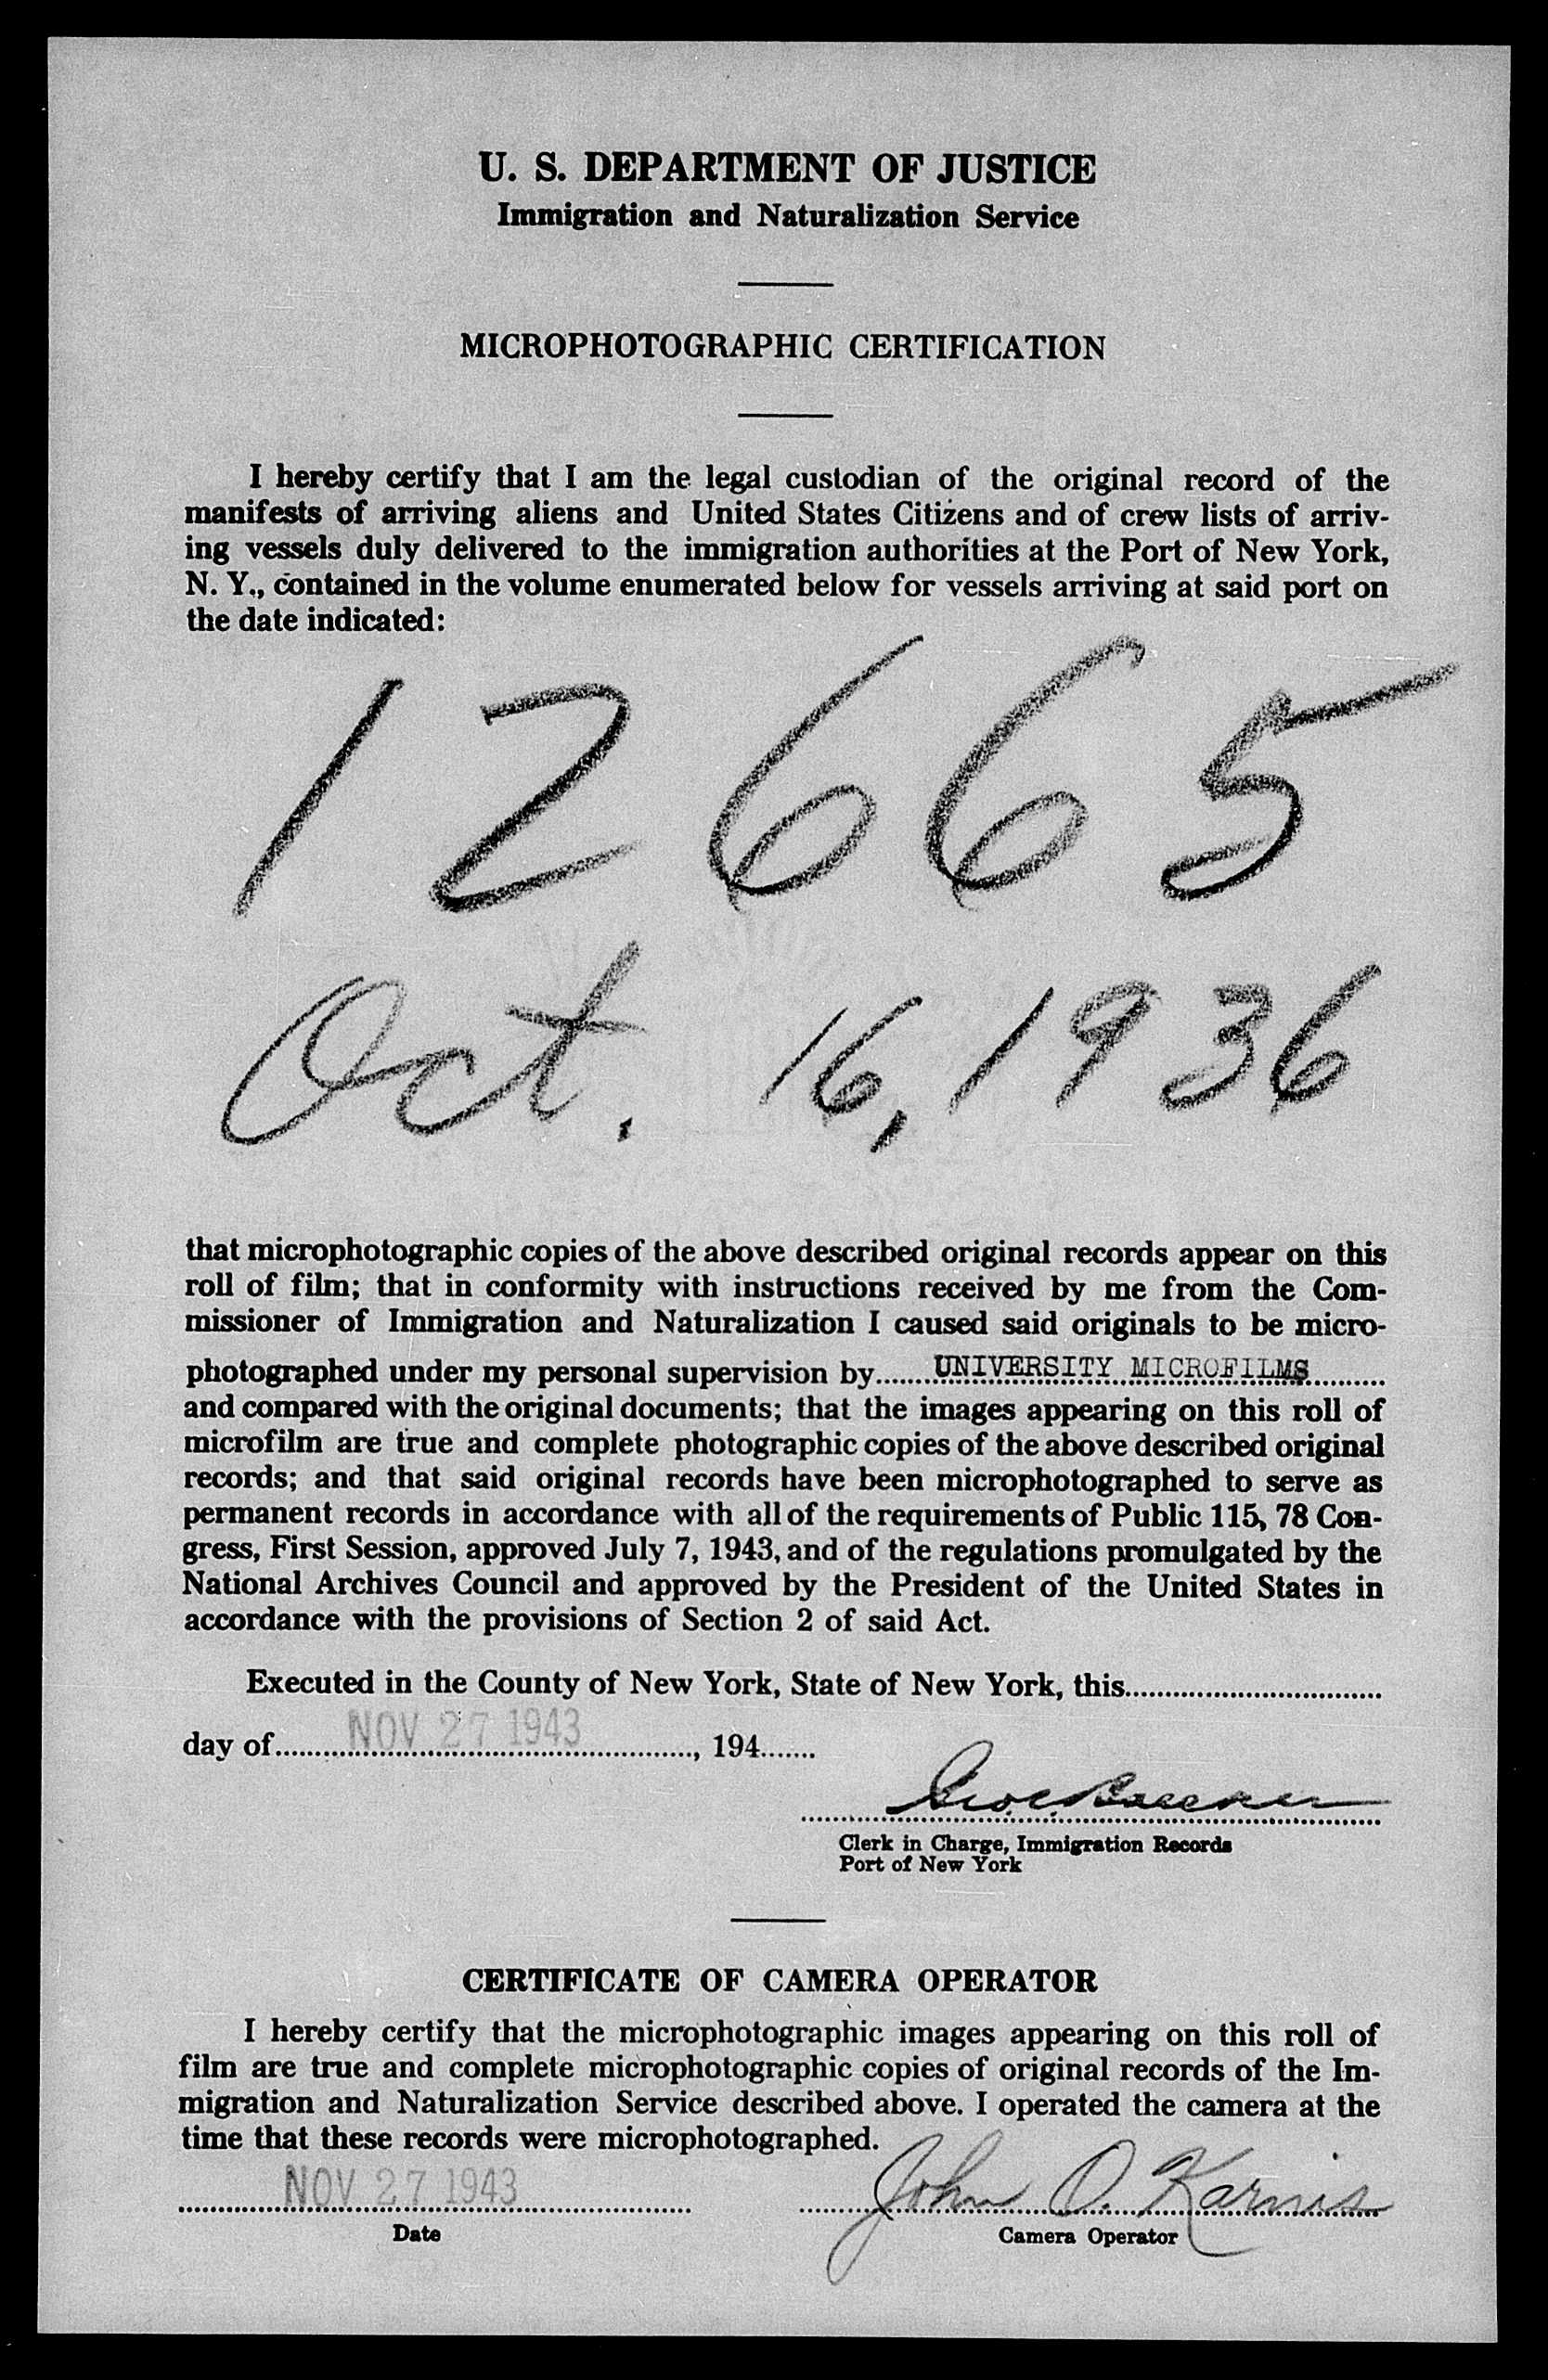 U. S. DEPARTMENT OF JUSTICE
Immigration and Naturalization Service
MICROPHOTOGRAPHIC CERTIFICATION
I hereby certify that I am the legal custodian of the original record of the
manifests of arriving aliens and United States Citizens and of crew lists of arriv-
ing vessels duly delivered to the immigration authorities at the Port of New York,
N. Y., contained in the volume enumerated below for vessels arriving at said port on
the date indicated:
12665
Oct. 16, 1936
that microphotographic copies of the above described original records appear on this
roll of film; that in conformity with instructions received by me from the Com-
missioner of Immigration and Naturalization I caused said originals to be micro-
photographed under my personal supervision by........UNIVERSITY MICROFILMS..........
and compared with the original documents; that the images appearing on this roll of
microfilm are true and complete photographic copies of the above described original
records; and that said original records have been microphotographed to serve as
permanent records in accordance with all of the requirements of Public 115, 78 Con-
gress, First Session, approved July 7, 1943, and of the regulations promulgated by the
National Archives Council and approved by the President of the United States in
accordance with the provisions of Section 2 of said Act.
Executed in the County of New York, State of New York, this................................
day of........NOV 27 1943................, 194.......
Clerk in Charge, Immigration Records
Port of New York
CERTIFICATE OF CAMERA OPERATOR
I hereby certify that the microphotographic images appearing on this roll of
film are true and complete microphotographic copies of original records of the Im-
migration and Naturalization Service described above. I operated the camera at the
time that these records were microphotographed.
NOV 27 1943 John O. Karnis
Date Camera Operator